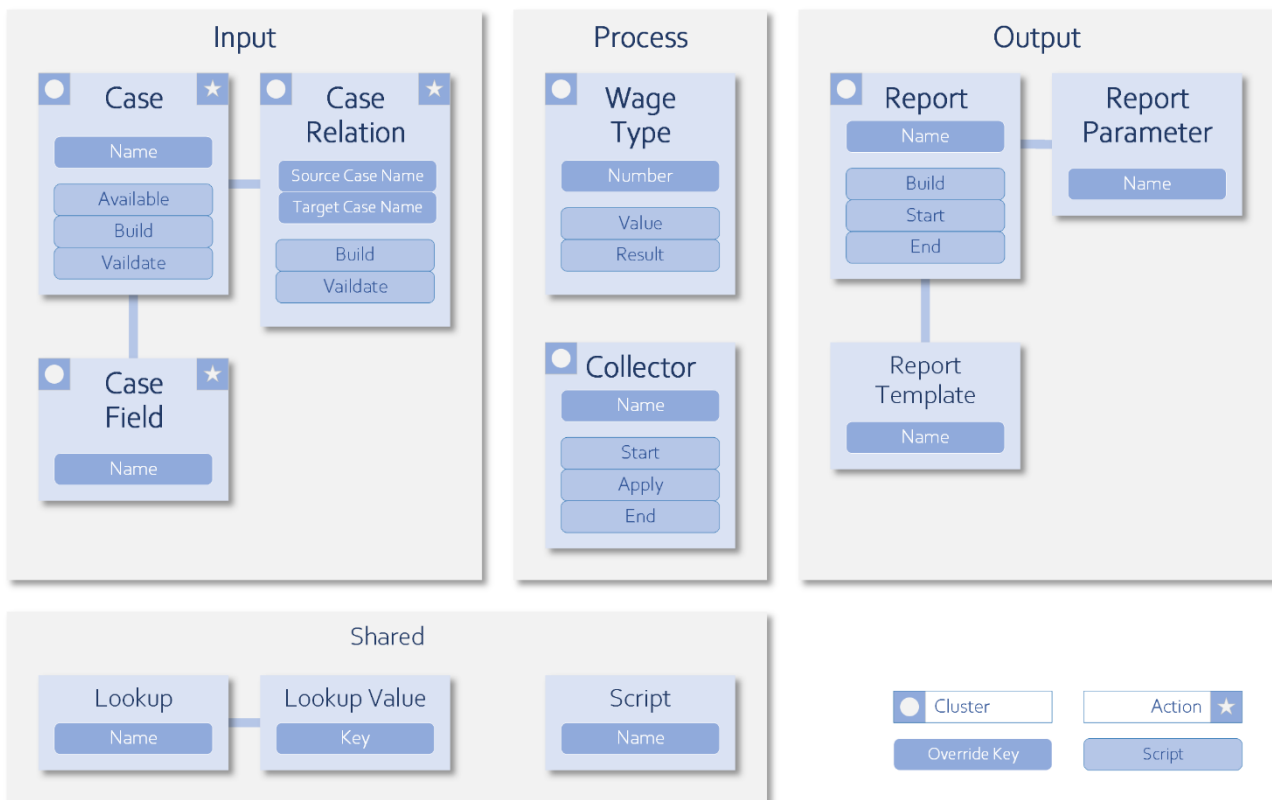 Input
Case
Name
Available
Build
Vaildate
Case
Relation
Source Case Name
Target Case Name
Build
Vaildate
Case
Field
Name
Process
Wage
Type
Number
Value
Result
Collector
Name
Start
Apply
End
Output
Report
Name
Build
Start
End
Report
Parameter
Name
Report
Template
Name
Shared
Lookup
Name
Lookup Value
Key
Script
Name
Cluster
Action
Override Key
Script